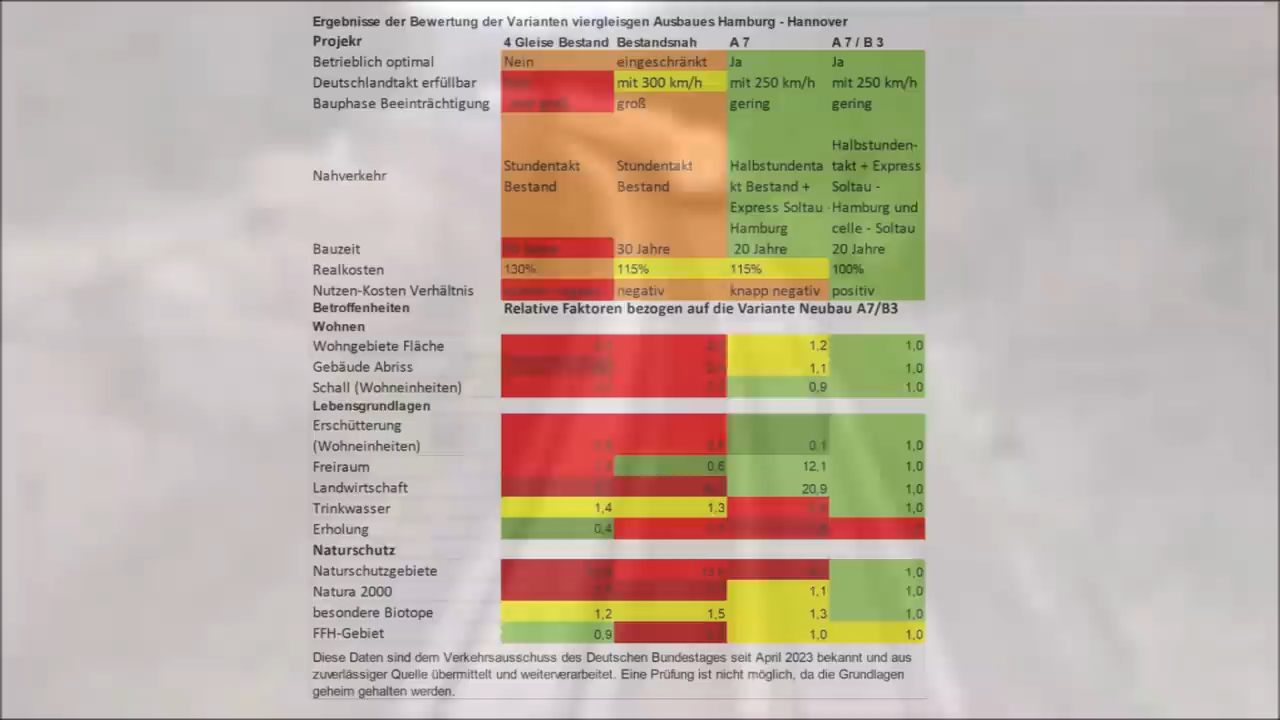 Ergebnisse der Bewertung der Varianten viergleisgen Ausbaues Hamburg - Hannover
Projekr 4 Gleise Bestand Bestandsnah A 7 A 7 / B 3
Betrieblich optimal Nein eingeschränkt Ja Ja
Deutschlandtakt erfüllbar mit 300 km/h mit 250 km/h mit 250 km/h
Bauphase Beeinträchtigung groß gering gering
Halbstunden-
Stundentakt Stundentakt Halbstundenta takt + Express
Nahverkehr
Bestand Bestand kt Bestand + Soltau -
Express Soltau - Hamburg und
Hamburg celle - Soltau
Bauzeit 30 Jahre 20 Jahre 20 Jahre
Realkosten 130% 115% 115% 100%
Nutzen-Kosten Verhältnis negativ knapp negativ positiv
Betroffenheiten Relative Faktoren bezogen auf die Variante Neubau A7/B3
Wohnen
Wohngebiete Fläche 1,2 1,0
Gebäude Abriss 1,1 1,0
Schall (Wohneinheiten) 0,9 1,0
Lebensgrundlagen
Erschütterung
(Wohneinheiten) 0,1 1,0
Freiraum 0,6 12,1 1,0
Landwirtschaft 20,9 1,0
Trinkwasser 1,4 1,3 1,0
Erholung 0,4
Naturschutz
Naturschutzgebiete 1,0
Natura 2000 1,1 1,0
besondere Biotope 1,2 1,5 1,3 1,0
FFH-Gebiet 0,9 1,0 1,0
Diese Daten sind dem Verkehrsausschuss des Deutschen Bundestages seit April 2023 bekannt und aus
zuverlässiger Quelle übermittelt und weiterverarbeitet. Eine Prüfung ist nicht möglich, da die Grundlagen
geheim gehalten werden.